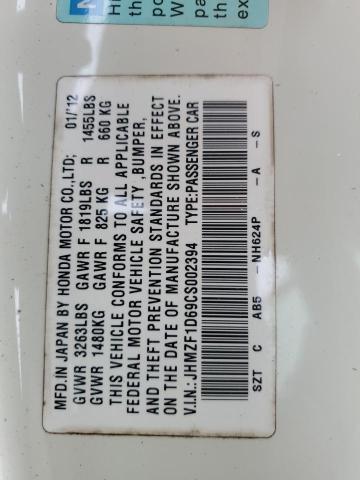 MFD.IN JAPAN BY HONDA MOTOR CO.,LTD; 01/'12
GVWR 3263LBS GAWR F 1819LBS R 1455LBS
GVWR 1480KG GAWR F 825 KG R 660 KG
THIS VEHICLE CONFORMS TO ALL APPLICABLE
FEDERAL MOTOR VEHICLE SAFETY ,BUMPER,
AND THEFT PREVENTION STANDARDS IN EFFECT
ON THE DATE OF MANUFACTURE SHOWN ABOVE.
V.I.N.: JHMZF1D69CS002394 TYPE:PASSENGER CAR
SZT C AB5 -NH624P -A -S